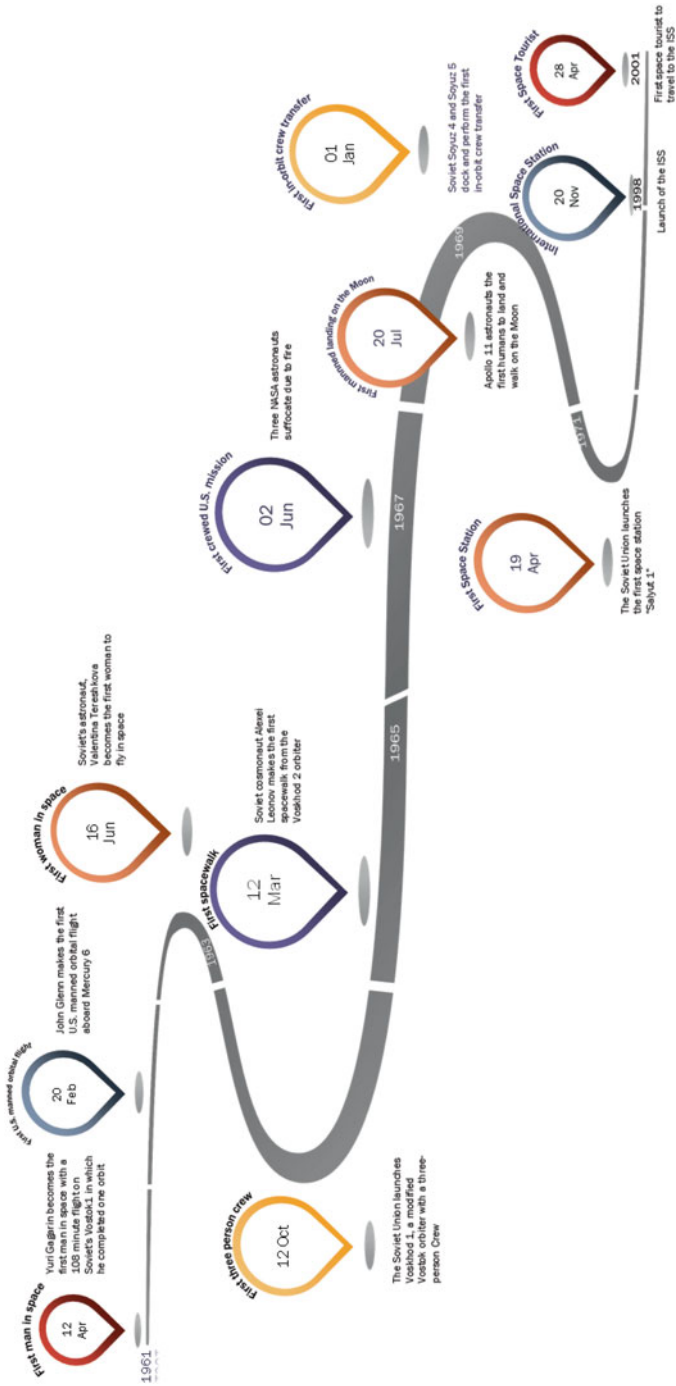 First man in space
12
Apr
Yuri Gagarin becomes the
first man in space with a
108 minute flight on
Soviet's Vostok1 in which
he completed one orbit
1961
First U.S. manned orbital flight
20
Feb
John Glenn makes the first
U.S. manned orbital flight
aboard Mercury 6
First woman in space
16
Jun
Soviet's astronaut,
Valentina Tereshkova
becomes the first woman to
fly in space
1963
First three person crew
12 Oct
The Soviet Union launches
Voskhod 1, a modified
Vostok orbiter with a three-
person Crew
First spacewalk
12
Mar
Soviet cosmonaut Alexei
Leonov makes the first
spacewalk from the
Voskhod 2 orbiter
1965
First crewed U.S. mission
02
Jun
Three NASA astronauts
suffocate due to fire
1967
First manned landing on the Moon
20
Jul
Apollo 11 astronauts the
first humans to land and
walk on the Moon
1969
First in-orbit crew transfer
01
Jan
Soviet Soyuz 4 and Soyuz 5
dock and perform the first
in-orbit crew transfer
First Space Station
19
Apr
The Soviet Union launches
the first space station
"Salyut 1"
1971
International Space Station
20
Nov
1998
Launch of the ISS
First Space Tourist
28
Apr
2001
First space tourist to
travel to the ISS